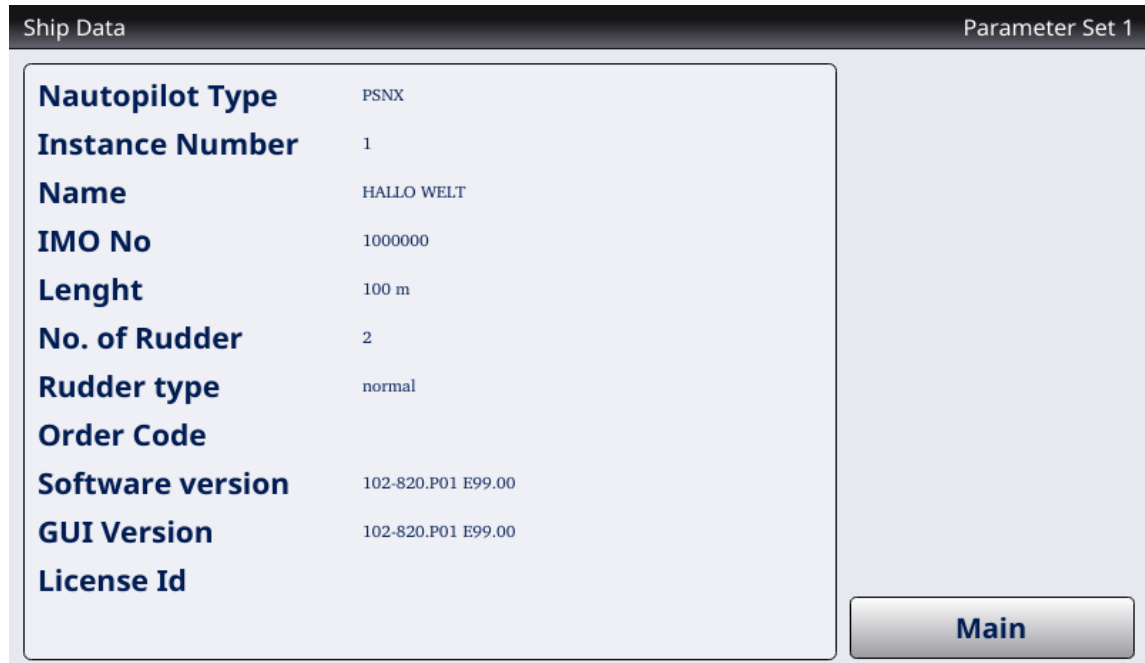 Ship Data Parameter Set 1
Nautopilot Type PSNX
Instance Number 1
Name HALLO WELT
IMO No 1000000
Lenght 100 m
No. of Rudder 2
Rudder type normal
Order Code
Software version 102-820.P01 E99.00
GUI Version 102-820.P01 E99.00
License Id
Main